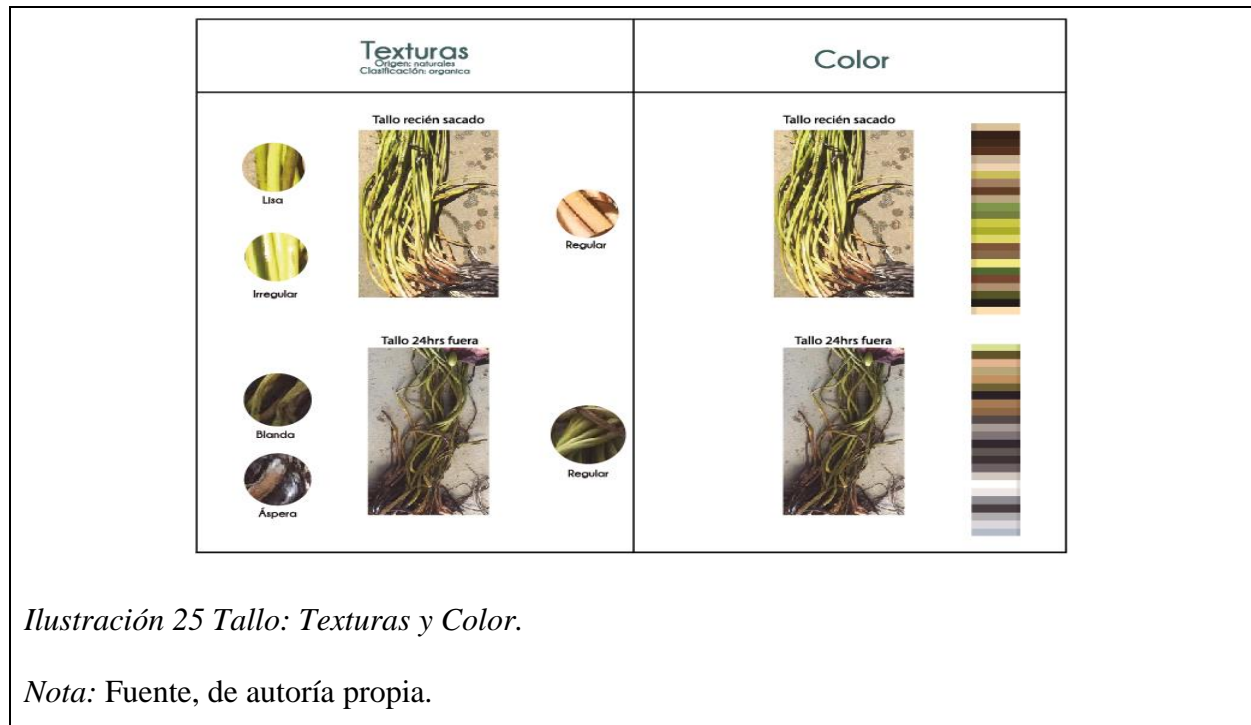 Texturas
Origen: naturales
Clasificación: organica
Color
Tallo recién sacado
Lisa
Irregular
Regular
Tallo 24hrs fuera
Blanda
Áspera
Regular
Tallo recién sacado
Tallo 24hrs fuera
Ilustración 25 Tallo: Texturas y Color.
Nota: Fuente, de autoría propia.